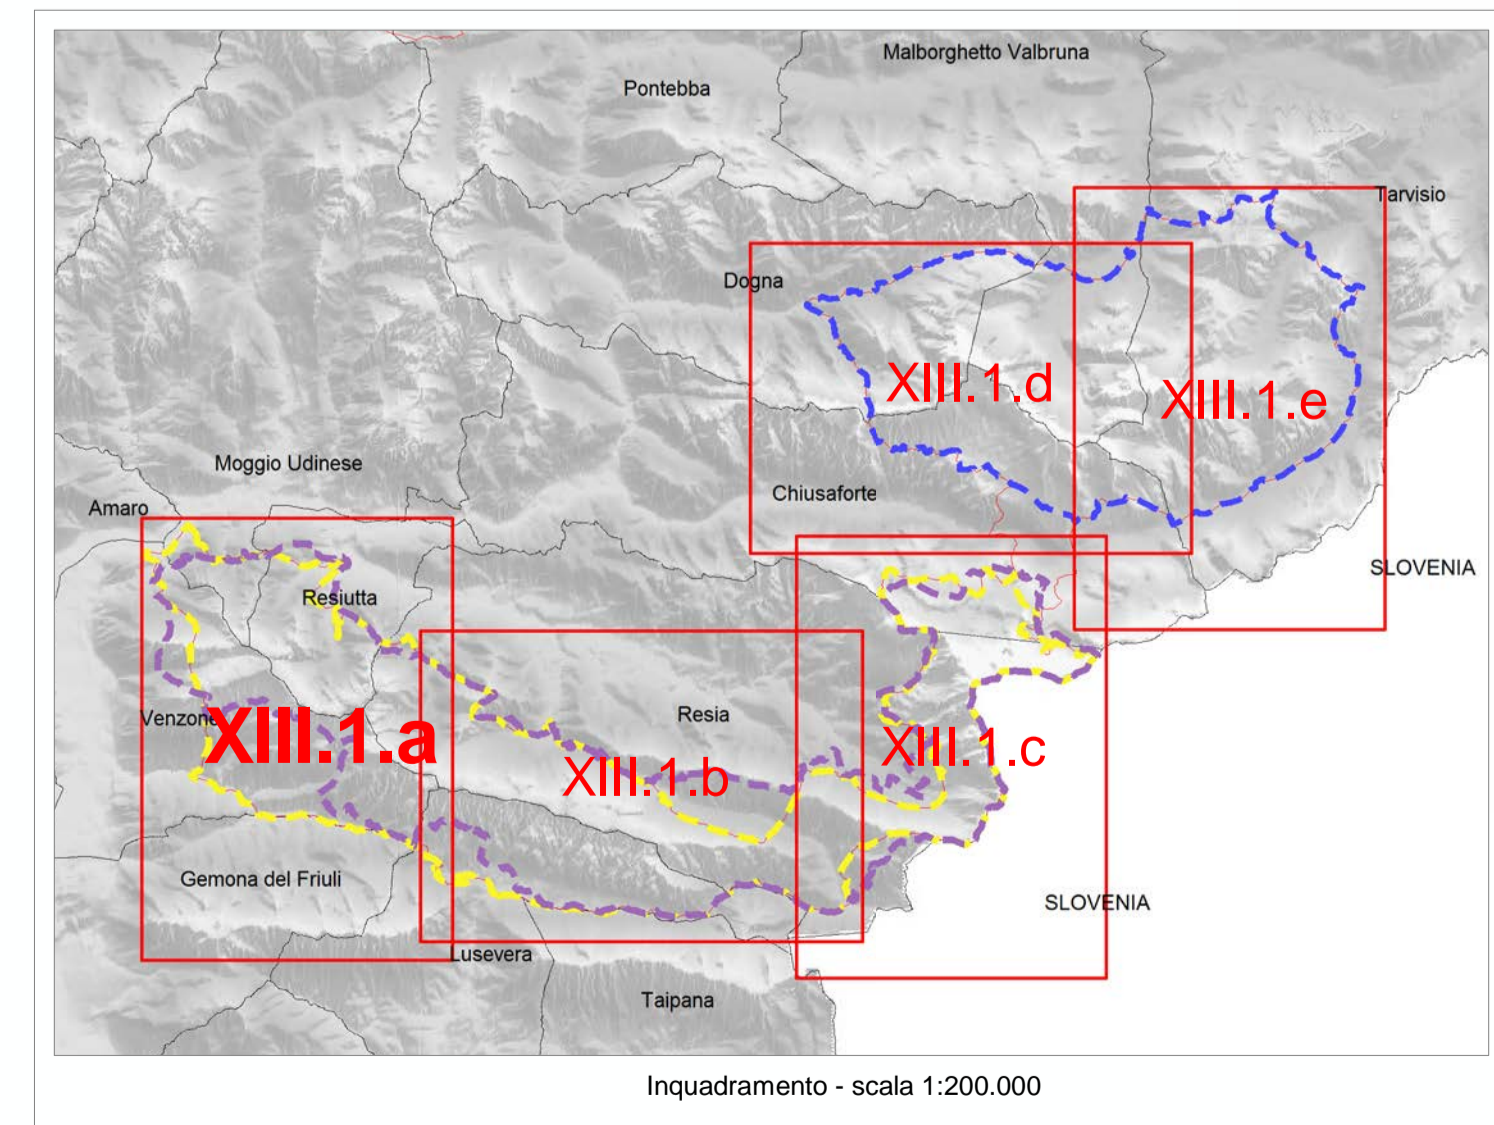 Malborghetto Valbruna
Pontebba
Tarvisio
Dogna
XIII.1.d
XIII.1.e
Moggio Udinese
Chiusaforte
Amaro
SLOVENIA
Resiutta
Venzone
Resia
XIII.1.a
XIII.1.c
XIII.1.b
Gemona del Friuli
SLOVENIA
Lusevera
Taipana
Inquadramento - scala 1:200.000